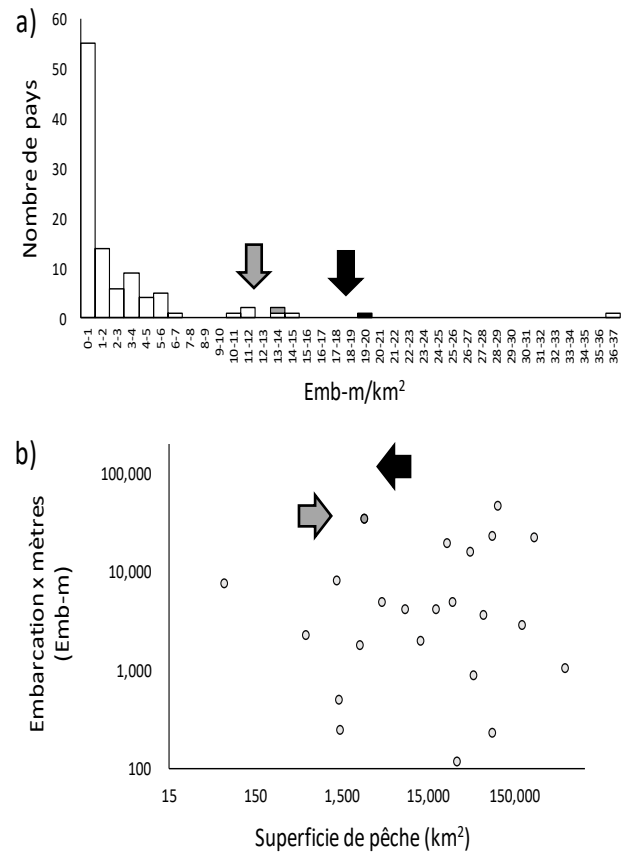 a)
60
50
40
30
20
10
0
Nombre de pays
0-1 1-2 2-3 3-4 4-5 5-6 6-7 7-8 8-9 9-10 10-11 11-12 12-13 13-14 14-15 15-16 16-17 17-18 18-19 19-20 20-21 21-22 22-23 23-24 24-25 25-26 26-27 27-28 28-29 29-30 30-31 31-32 32-33 33-34 34-35 35-36 36-37
Emb-m/km²
b)
100,000
10,000
1,000
100
Embarcation x mètres
(Emb-m)
15 150 1,500 15,000 150,000
Superficie de pêche (km²)